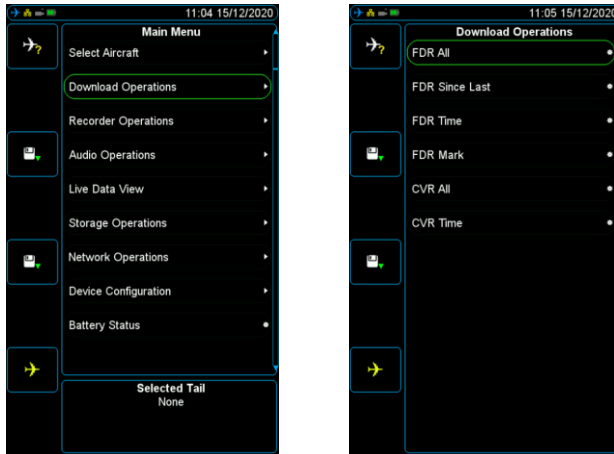 11:04 15/12/2020
Main Menu
Select Aircraft
Download Operations
Recorder Operations
Audio Operations
Live Data View
Storage Operations
Network Operations
Device Configuration
Battery Status
Selected Tail
None
11:05 15/12/2020
Download Operations
FDR All
FDR Since Last
FDR Time
FDR Mark
CVR All
CVR Time